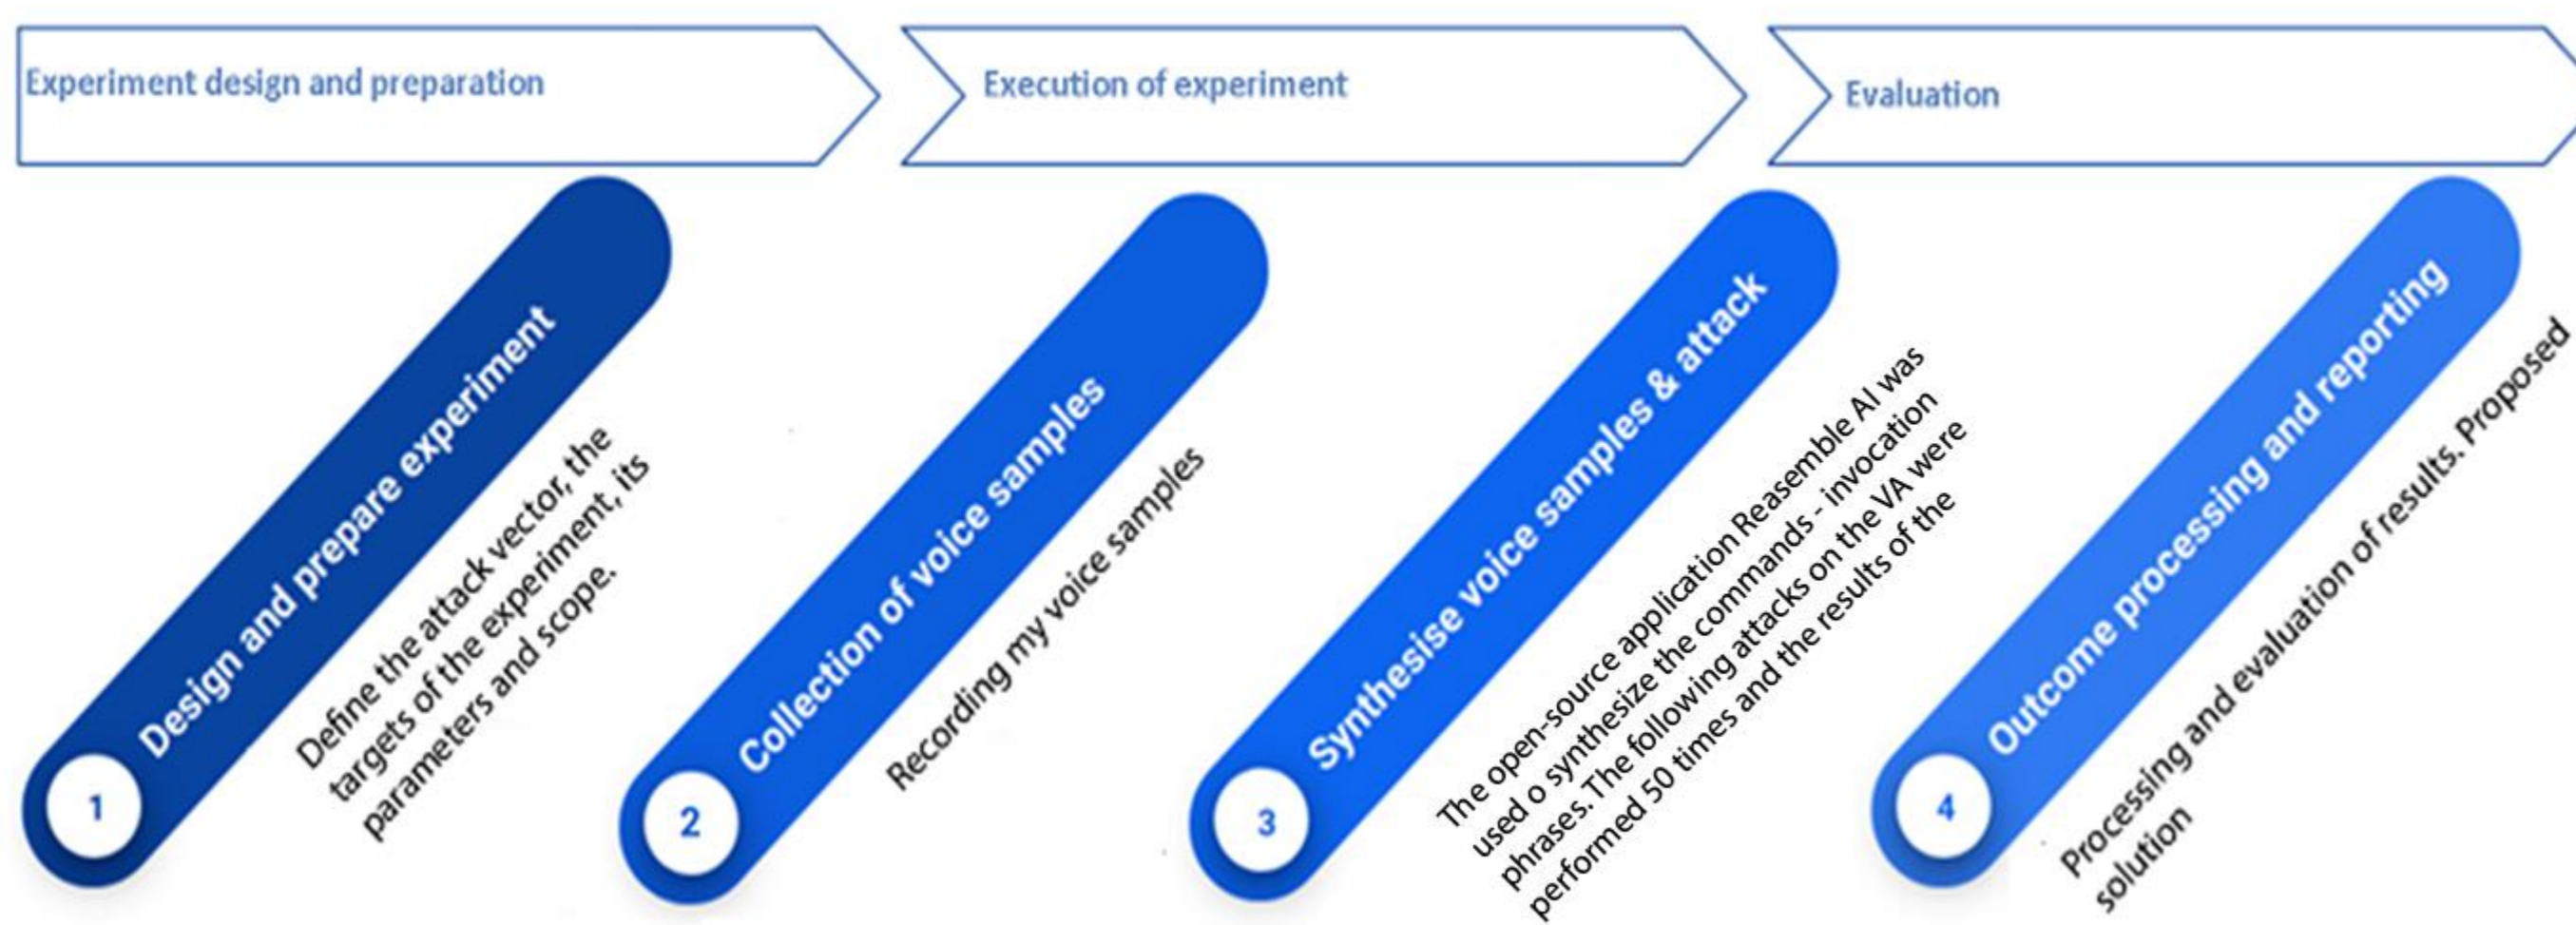 Experiment design and preparation
Execution of experiment
Evaluation
Design and prepare experiment
1
Define the attack vector, the
targets of the experiment, its
parameters and scope.
Collection of voice samples
2
Recording my voice samples
Synthesise voice samples & attack
3
The open-source application Reasemble AI was
used o synthesize the commands - invocation
phrases. The following attacks on the VA were
performed 50 times and the results of the
Outcome processing and reporting
4
Processing and evaluation of results. Proposed
solution